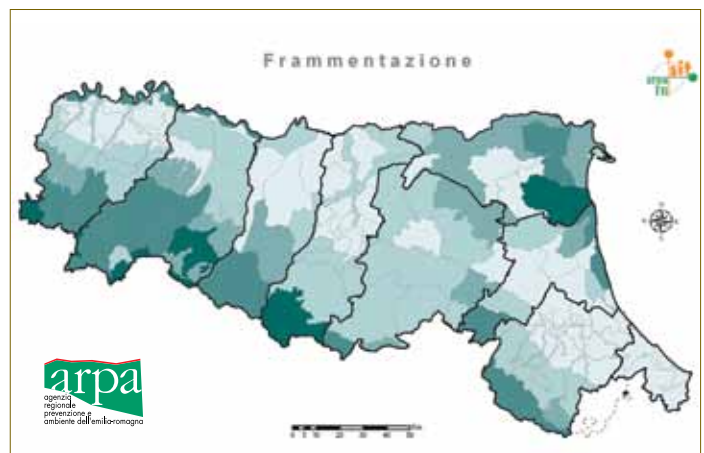 Frammentazione
arpa
agenzia
regionale
prevenzione e
ambiente dell'emilia-romagna